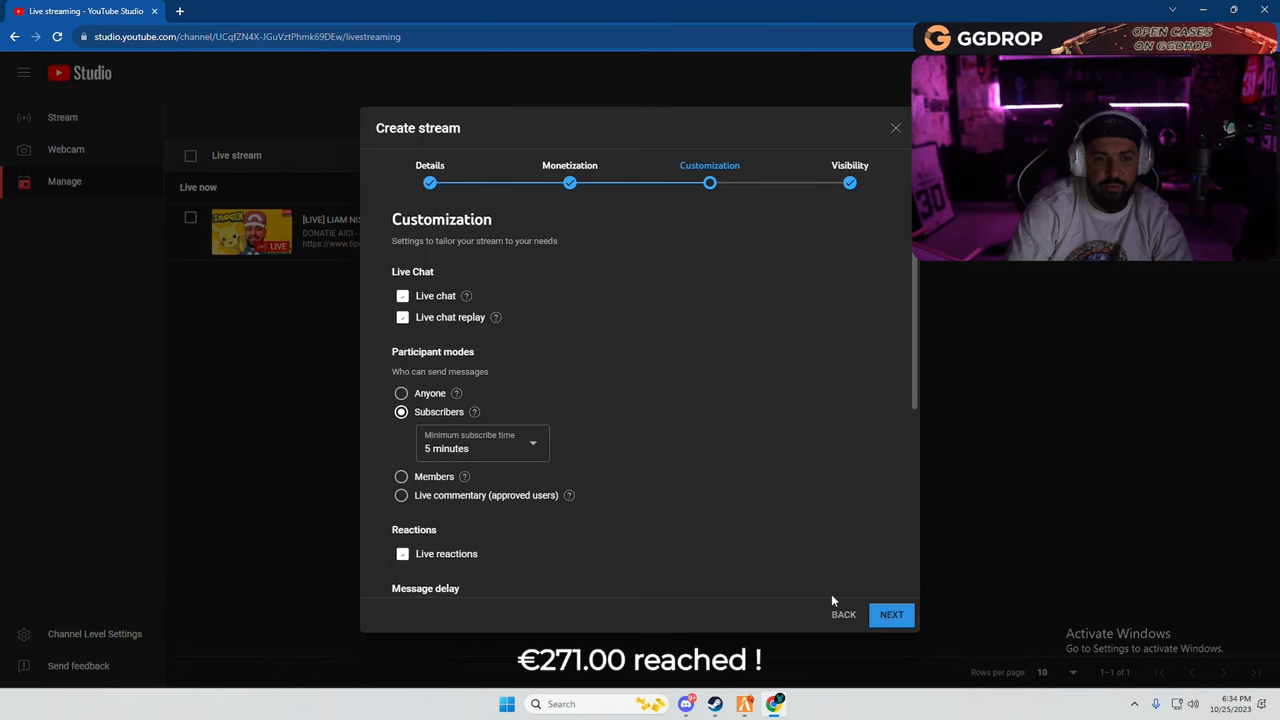 Live streaming - YouTube Studio
studio.youtube.com/channel/UCqfZN4X-JGuVztPhmk69DEw/livestreaming
GGDROP
OPEN CASES
ON GGDROP
Studio
Stream
Webcam
Manage
Live stream
Live now
LIVE
[LIVE] LIAM NIS
DONATIE AICI -
https://www.tip
Create stream
Details
Monetization
Customization
Visibility
Customization
Settings to tailor your stream to your needs
Live Chat
Live chat
Live chat replay
Participant modes
Who can send messages
Anyone
Subscribers
Minimum subscribe time
5 minutes
Members
Live commentary (approved users)
Reactions
Live reactions
Message delay
BACK
NEXT
Channel Level Settings
Send feedback
€271.00 reached !
Activate Windows
Go to Settings to activate Windows.
Rows per page: 10
1–1 of 1
Search
6:34 PM
10/25/2023